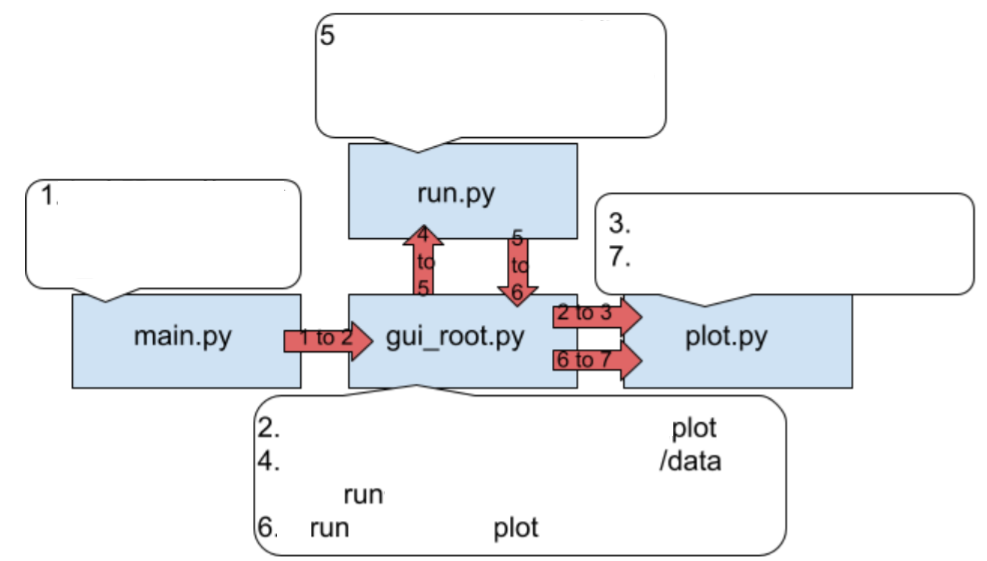 5
run.py
1.
3.
7.
4
to
5
5
to
6
main.py
1 to 2
gui_root.py
2 to 3
6 to 7
plot.py
2. plot
4. /data
run
6. run plot